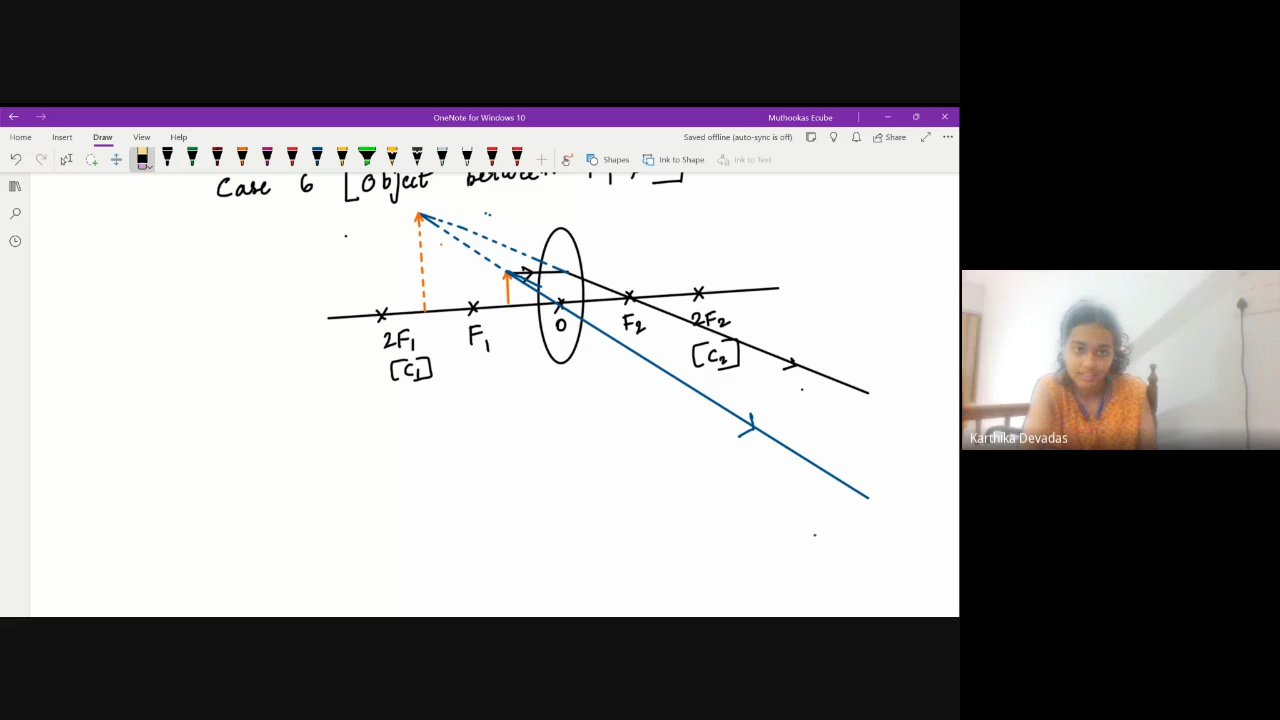 OneNote for Windows 10
Muthookas Ecube
Home Insert Draw View Help
Saved offline (auto-sync is off)
Share
Shapes
Ink to Shape
Ink to Text
Case 6 [Object between
2F1
[C1]
F1
O
F2
2F2
[C2]
Karthika Devadas